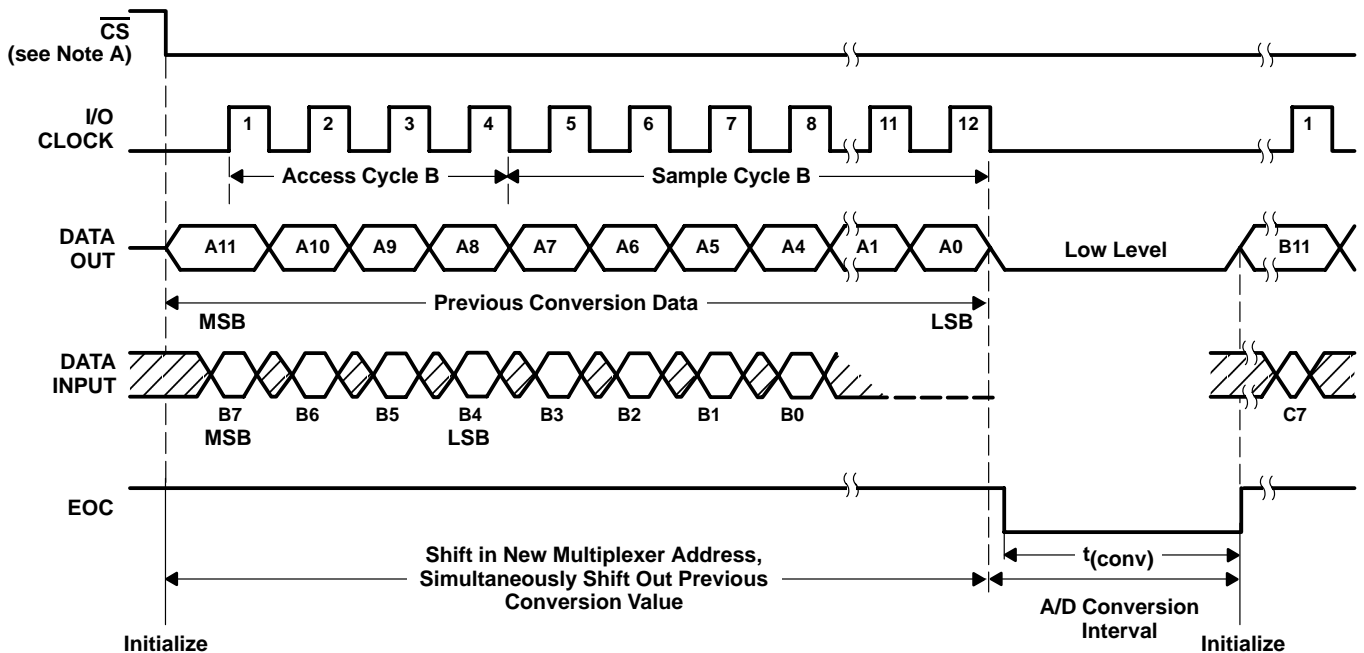 CS
(see Note A)
I/O
CLOCK
1 2 3 4 5 6 7 8 11 12 1
Access Cycle B Sample Cycle B
DATA
OUT
A11 A10 A9 A8 A7 A6 A5 A4 A1 A0 Low Level B11
Previous Conversion Data
MSB LSB
DATA
INPUT
B7 B6 B5 B4 B3 B2 B1 B0 C7
MSB LSB
EOC
Shift in New Multiplexer Address,
Simultaneously Shift Out Previous
Conversion Value
t(conv)
A/D Conversion
Interval
Initialize Initialize